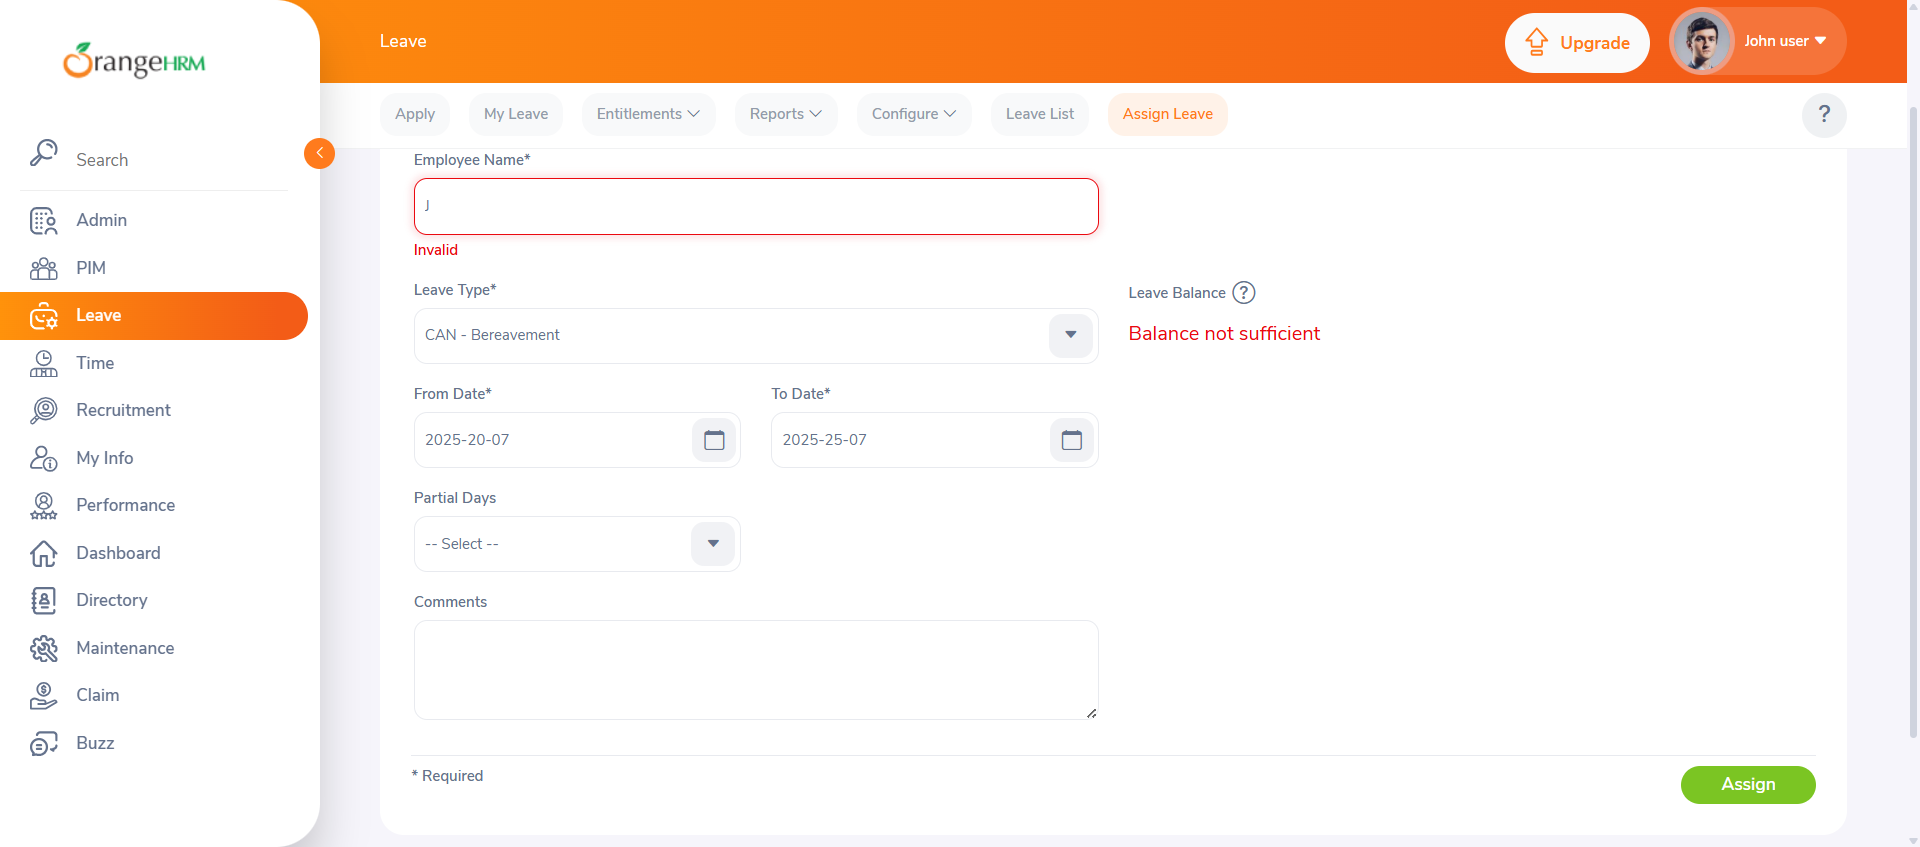 OrangeHRM
Leave
Upgrade
John user
Apply
My Leave
Entitlements
Reports
Configure
Leave List
Assign Leave
?
Search
Admin
PIM
Leave
Time
Recruitment
My Info
Performance
Dashboard
Directory
Maintenance
Claim
Buzz
Employee Name*
J
Invalid
Leave Type*
CAN - Bereavement
Leave Balance ?
Balance not sufficient
From Date*
2025-20-07
To Date*
2025-25-07
Partial Days
-- Select --
Comments
* Required
Assign